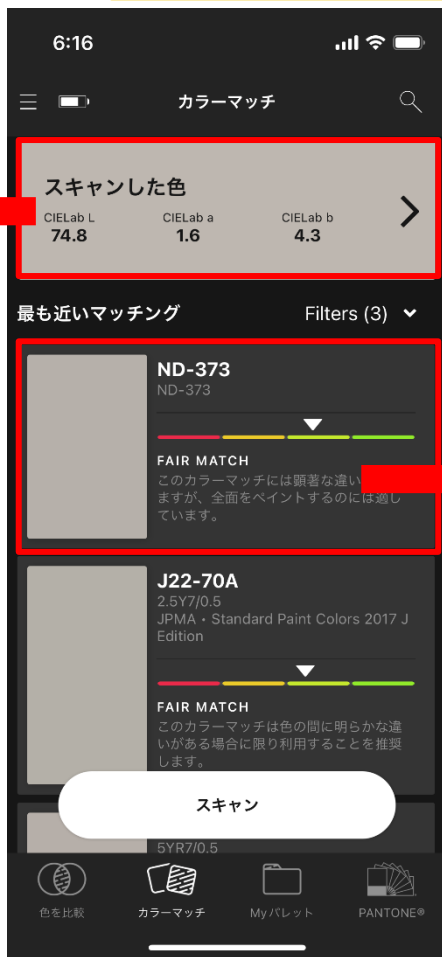 6:16
カラーマッチ
スキャンした色
CIELab L CIELab a CIELab b
74.8 1.6 4.3
最も近いマッチング Filters (3)
ND-373
ND-373
FAIR MATCH
このカラーマッチには顕著な違い
ますが、全面をペイントするのには適し
ています。
J22-70A
2.5Y7/0.5
JPMA・Standard Paint Colors 2017 J
Edition
FAIR MATCH
このカラーマッチは色の間に明らかな違
いがある場合に限り利用することを推奨
します。
スキャン
5YR7/0.5
色を比較 カラーマッチ Myパレット PANTONE®